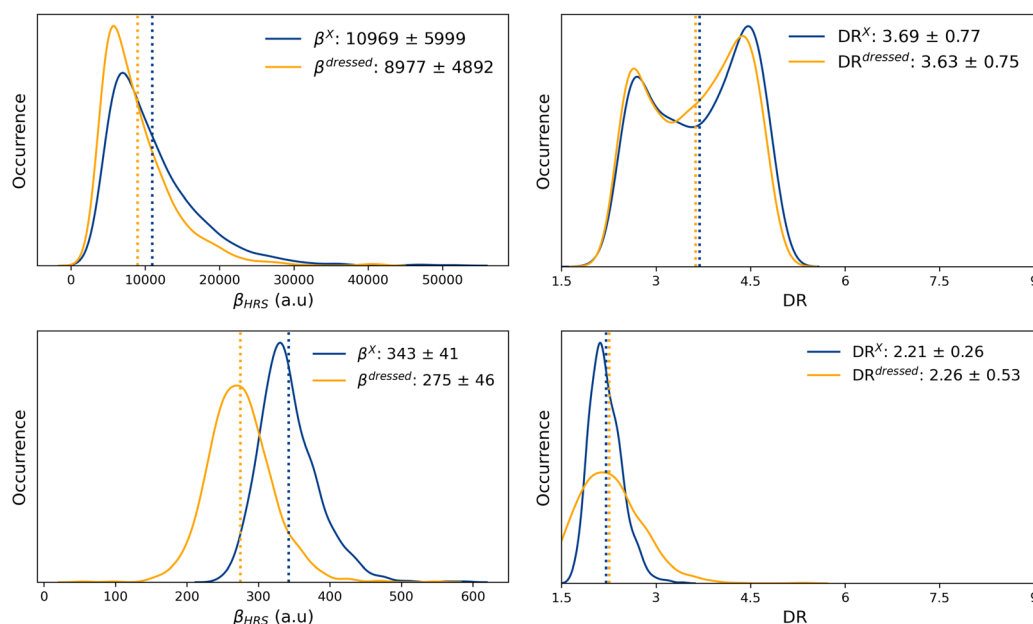 β^X: 10969 ± 5999
β^dressed: 8977 ± 4892
Occurrence
0 10000 20000 30000 40000 50000
β_HRS (a.u)
DR^X: 3.69 ± 0.77
DR^dressed: 3.63 ± 0.75
Occurrence
1.5 3 4.5 6 7.5 9
DR
β^X: 343 ± 41
β^dressed: 275 ± 46
Occurrence
0 100 200 300 400 500 600
β_HRS (a.u)
DR^X: 2.21 ± 0.26
DR^dressed: 2.26 ± 0.53
Occurrence
1.5 3 4.5 6 7.5 9
DR